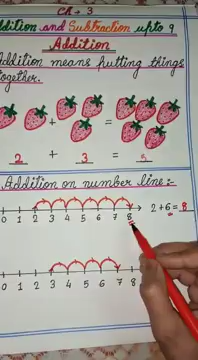 CH → 3
Addition and Subtraction upto 9
Addition
Addition means putting things
together.
+ =
2 + 3 = 5
Addition on number line:-
0 1 2 3 4 5 6 7 8 2 + 6 = 8
0 1 2 3 4 5 6 7 8